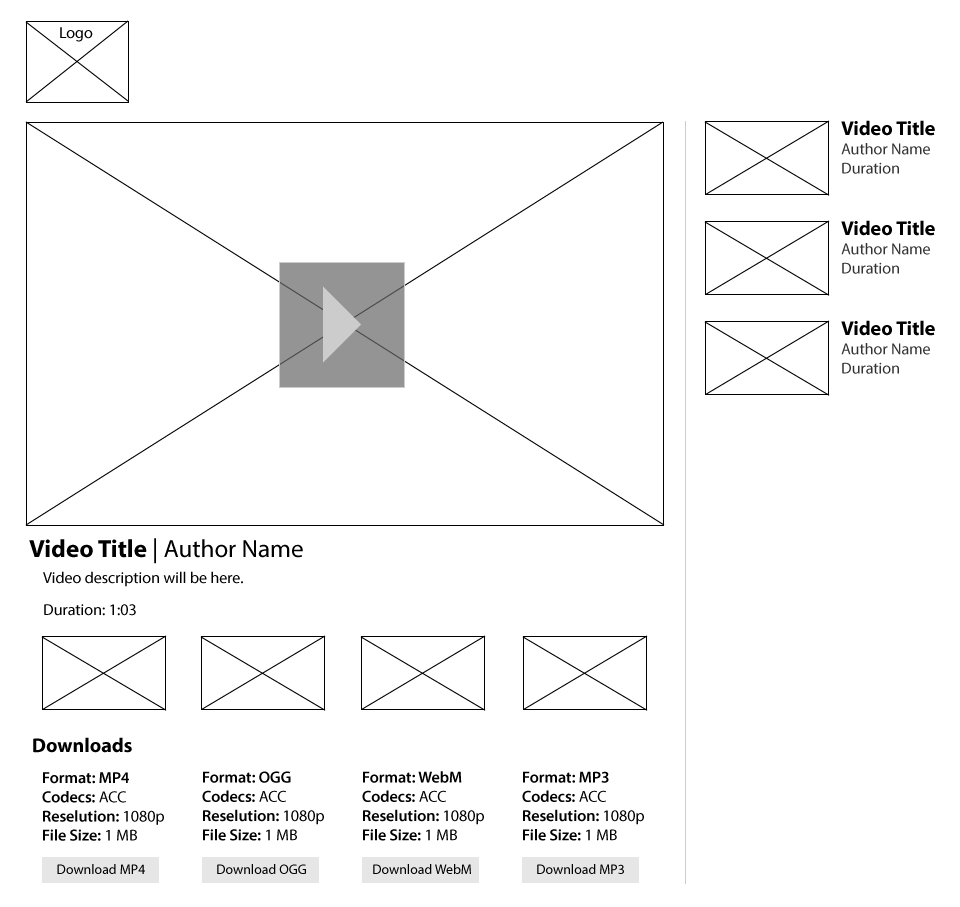 Logo
Video Title | Author Name
Video description will be here.
Duration: 1:03
Downloads
Format: MP4
Codecs: ACC
Reselution: 1080p
File Size: 1 MB
Download MP4
Format: OGG
Codecs: ACC
Reselution: 1080p
File Size: 1 MB
Download OGG
Format: WebM
Codecs: ACC
Reselution: 1080p
File Size: 1 MB
Download WebM
Format: MP3
Codecs: ACC
Reselution: 1080p
File Size: 1 MB
Download MP3
Video Title
Author Name
Duration
Video Title
Author Name
Duration
Video Title
Author Name
Duration